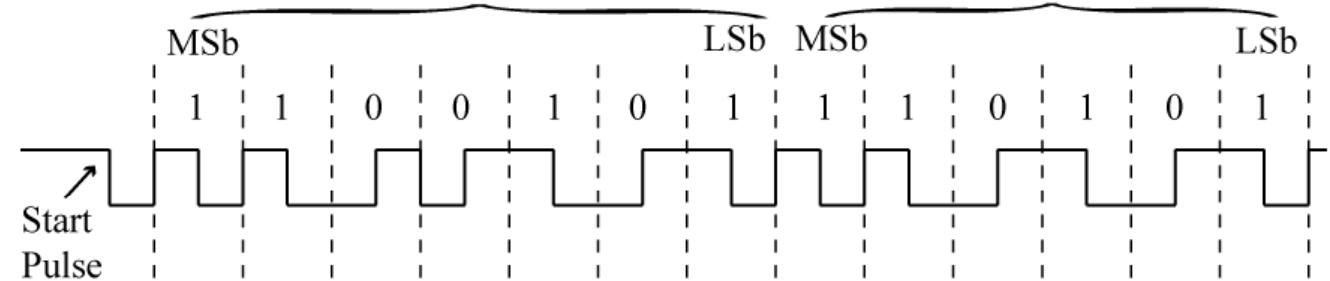 MSb LSb MSb LSb
1 1 0 0 1 0 1 1 1 0 1 0 1
Start
Pulse